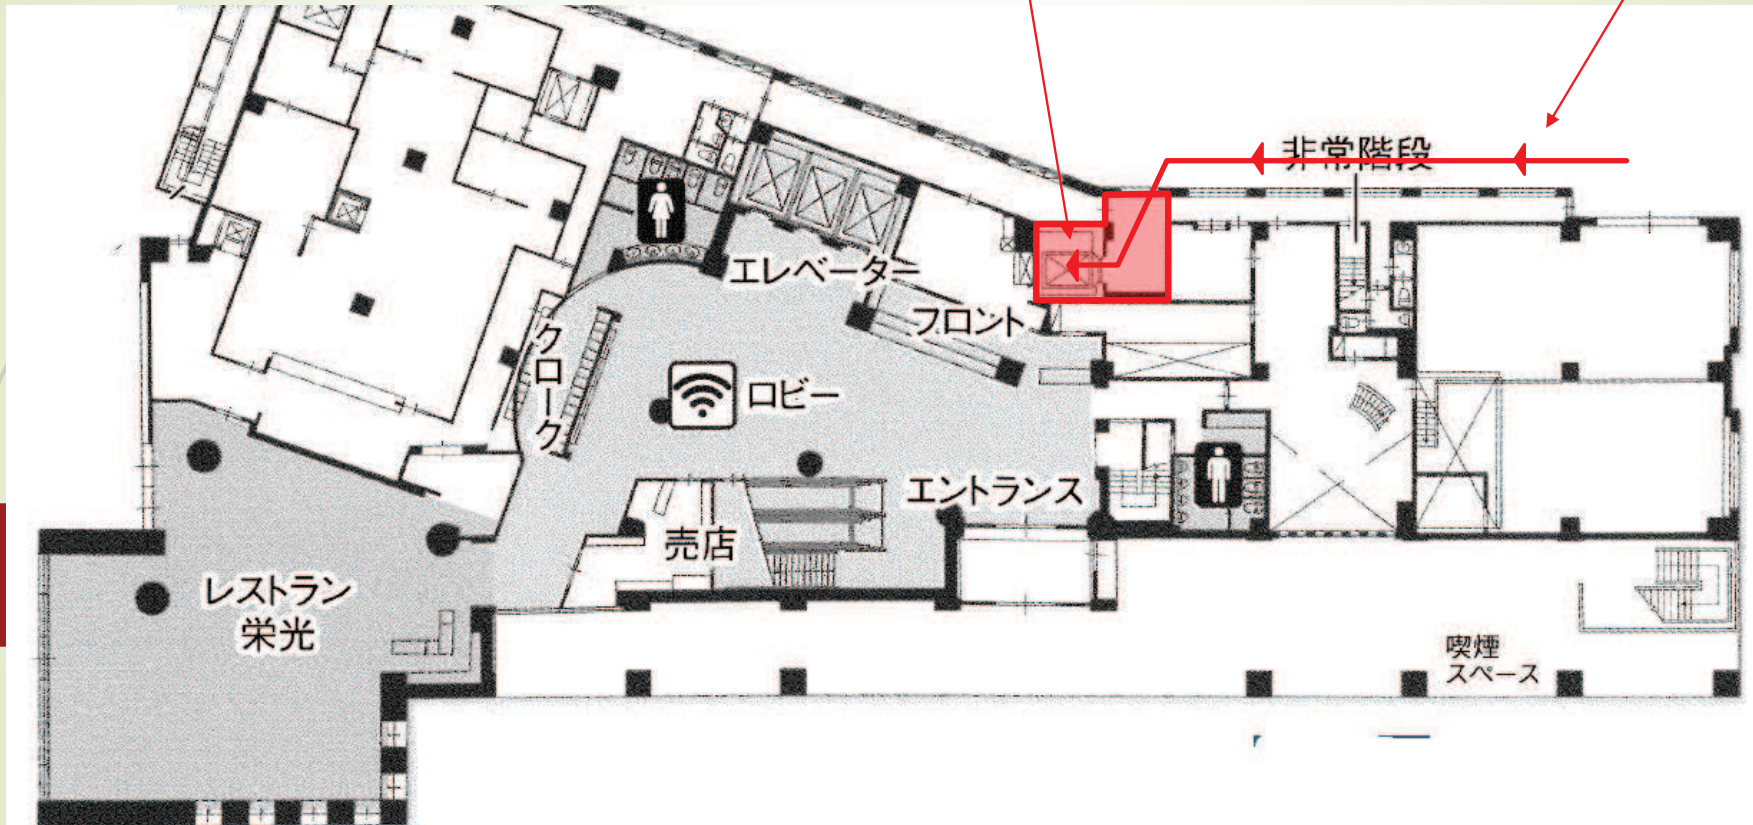 非常階段
エレベーター
フロント
クローク
ロビー
エントランス
売店
レストラン
栄光
喫煙
スペース